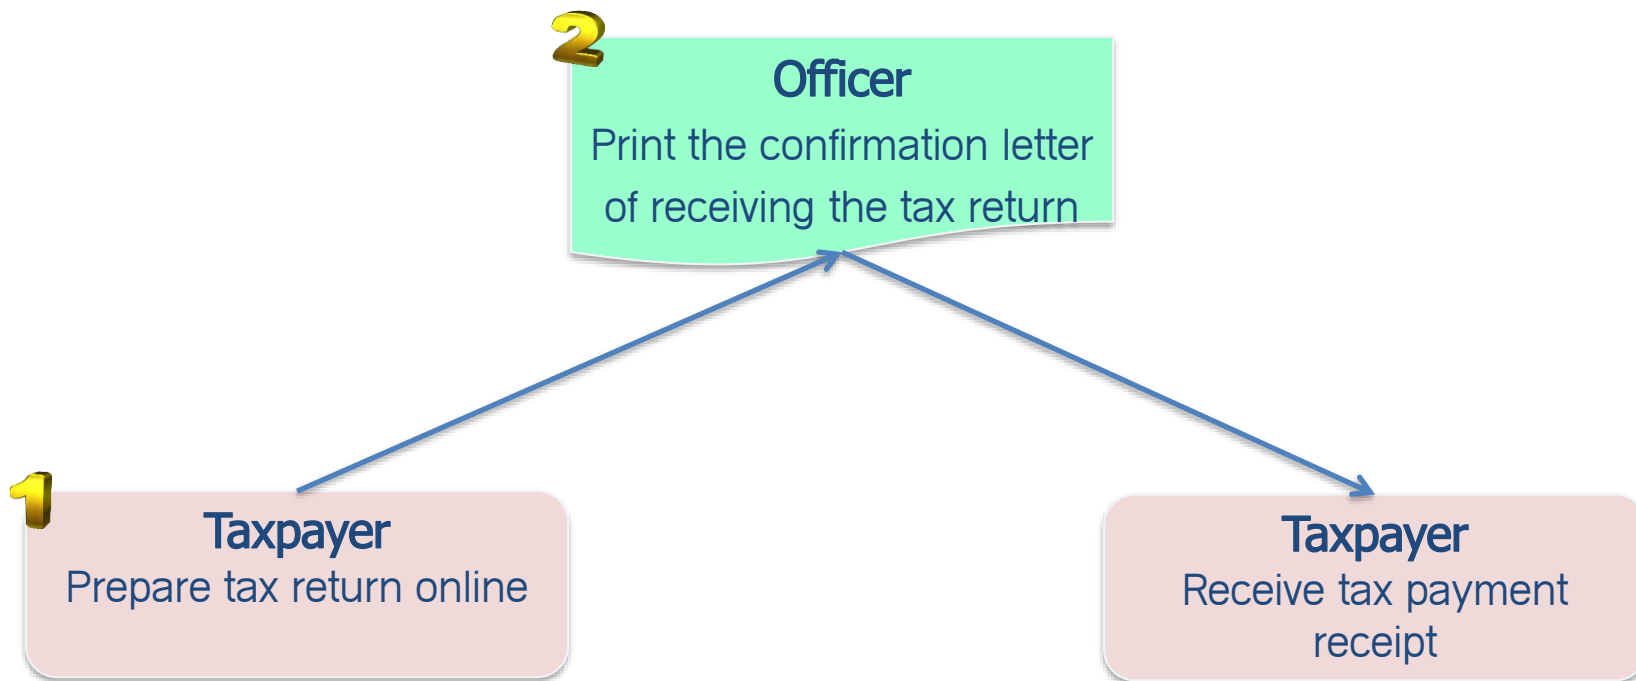 2
Officer
Print the confirmation letter
of receiving the tax return
1
Taxpayer
Prepare tax return online
Taxpayer
Receive tax payment
receipt